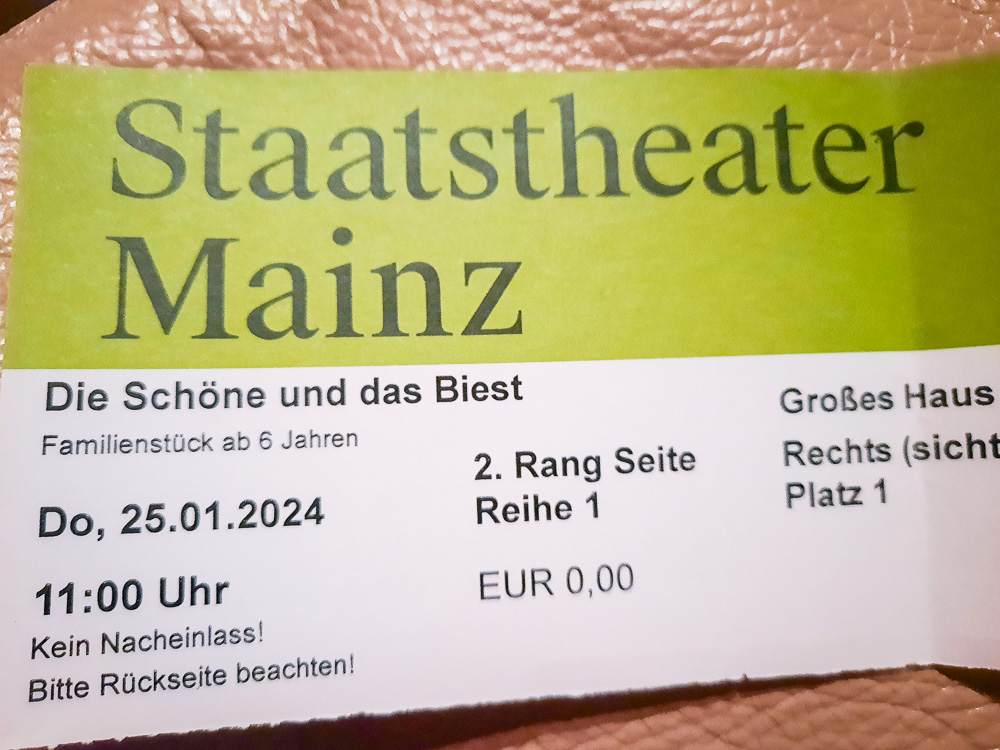 Staatstheater
Mainz
Die Schöne und das Biest
Familienstück ab 6 Jahren
Do, 25.01.2024
11:00 Uhr
Kein Nacheinlass!
Bitte Rückseite beachten!
2. Rang Seite
Reihe 1
EUR 0,00
Großes Haus
Rechts (sicht
Platz 1